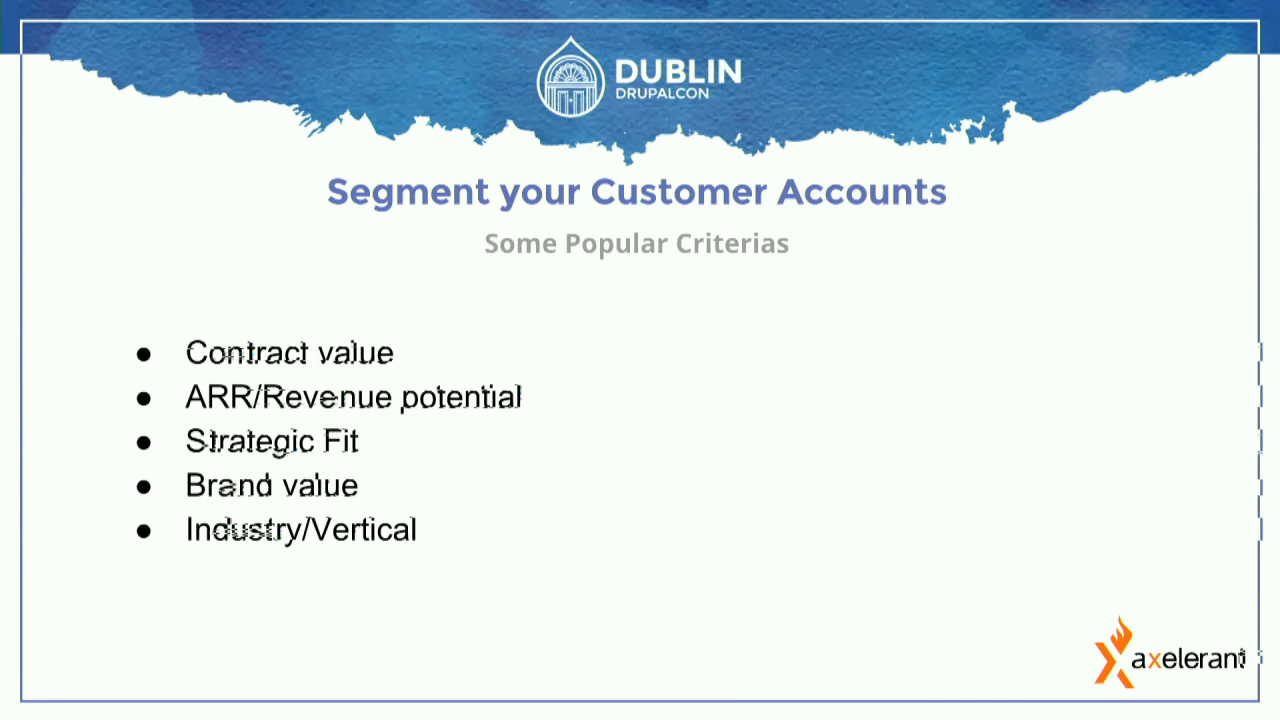 DUBLIN
DRUPALCON
Segment your Customer Accounts
Some Popular Criterias
● Contract value
● ARR/Revenue potential
● Strategic Fit
● Brand value
● Industry/Vertical
axelerant